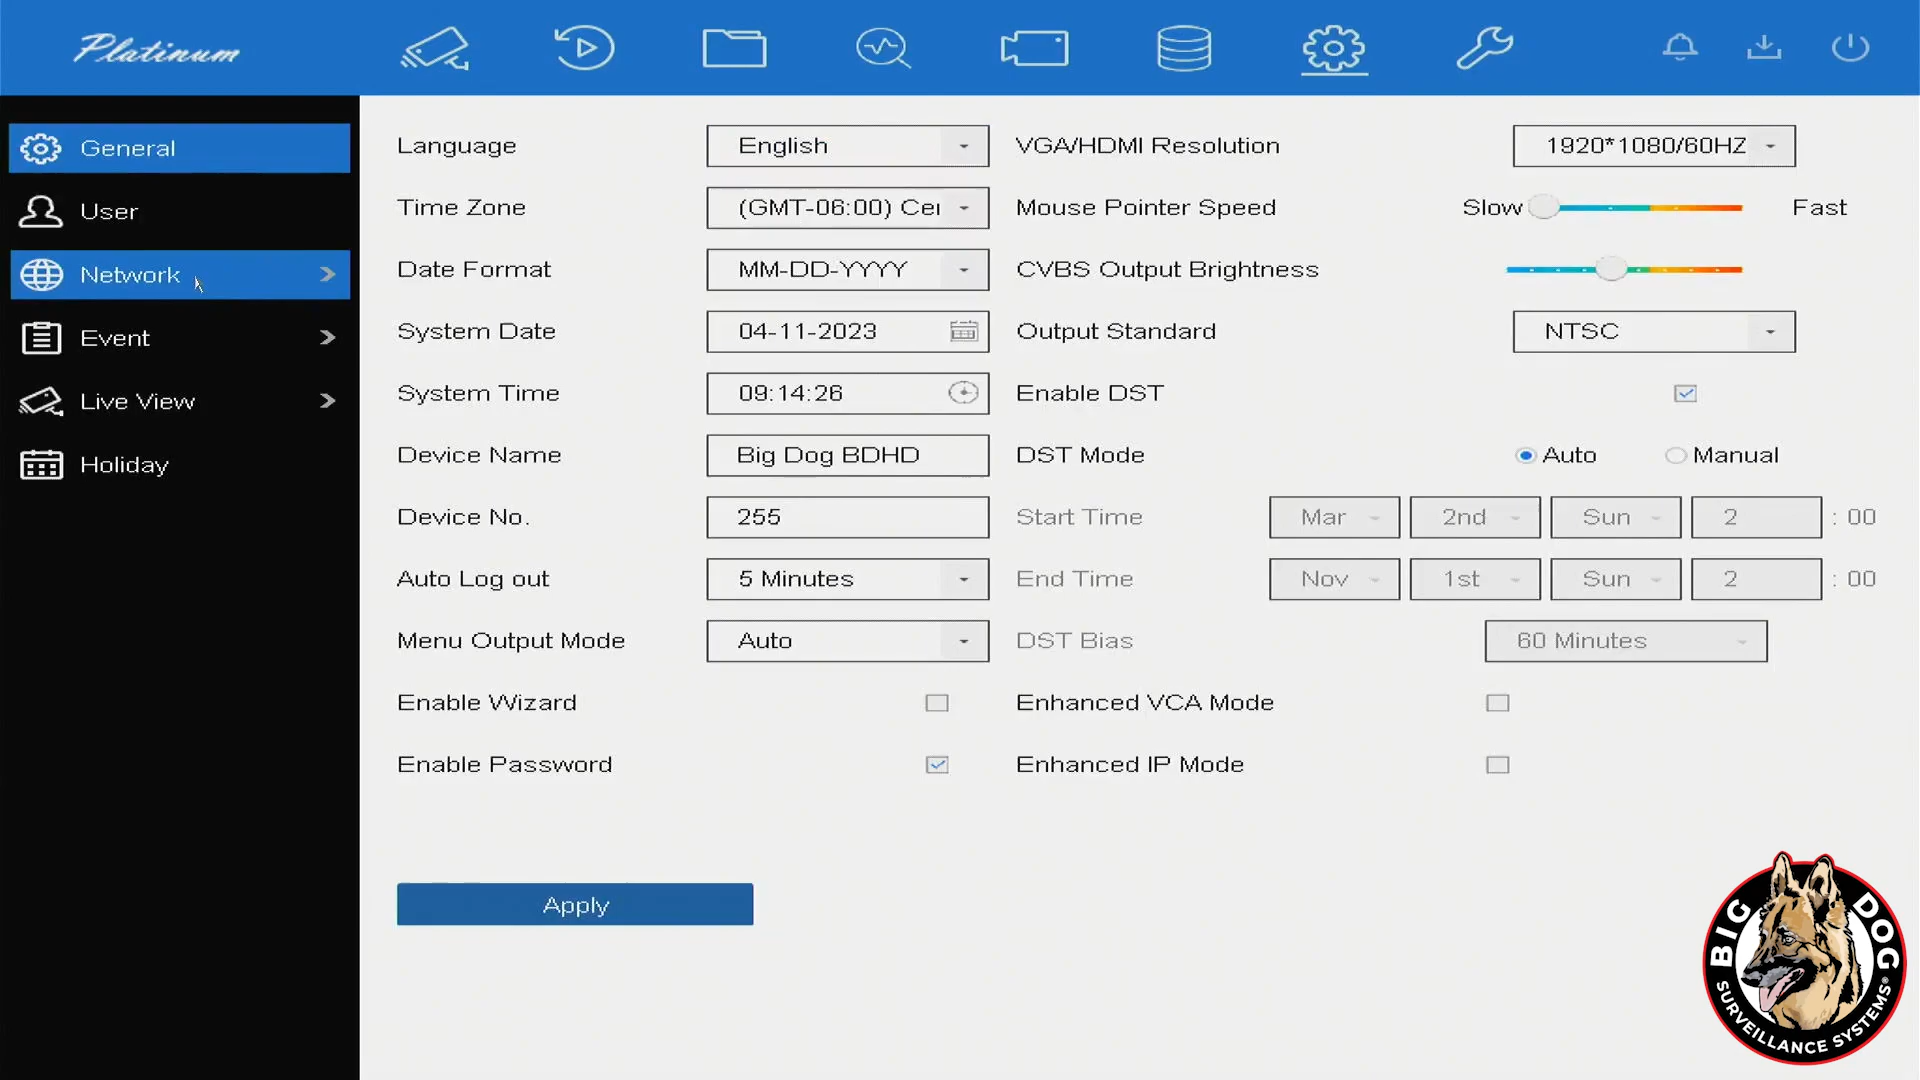 Platinum
General
User
Network
Event
Live View
Holiday
Language English VGA/HDMI Resolution 1920*1080/60HZ
Time Zone (GMT-06:00) Cer Mouse Pointer Speed Slow Fast
Date Format MM-DD-YYYY CVBS Output Brightness
System Date 04-11-2023 Output Standard NTSC
System Time 09:14:26 Enable DST
Device Name Big Dog BDHD DST Mode Auto Manual
Device No. 255 Start Time Mar 2nd Sun 2 : 00
Auto Log out 5 Minutes End Time Nov 1st Sun 2 : 00
Menu Output Mode Auto DST Bias 60 Minutes
Enable Wizard Enhanced VCA Mode
Enable Password Enhanced IP Mode
Apply
BIG DOG
SURVEILLANCE SYSTEMS®